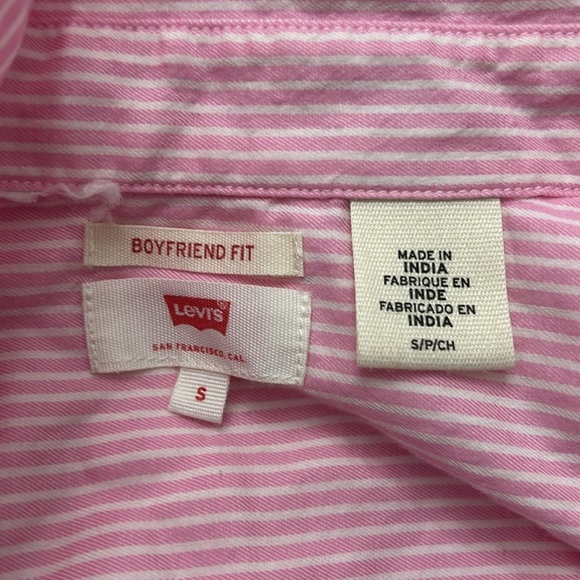 BOYFRIEND FIT
Levi's
SAN FRANCISCO, CAL.
S
MADE IN
INDIA
FABRIQUE EN
INDE
FABRICADO EN
INDIA
S/P/CH